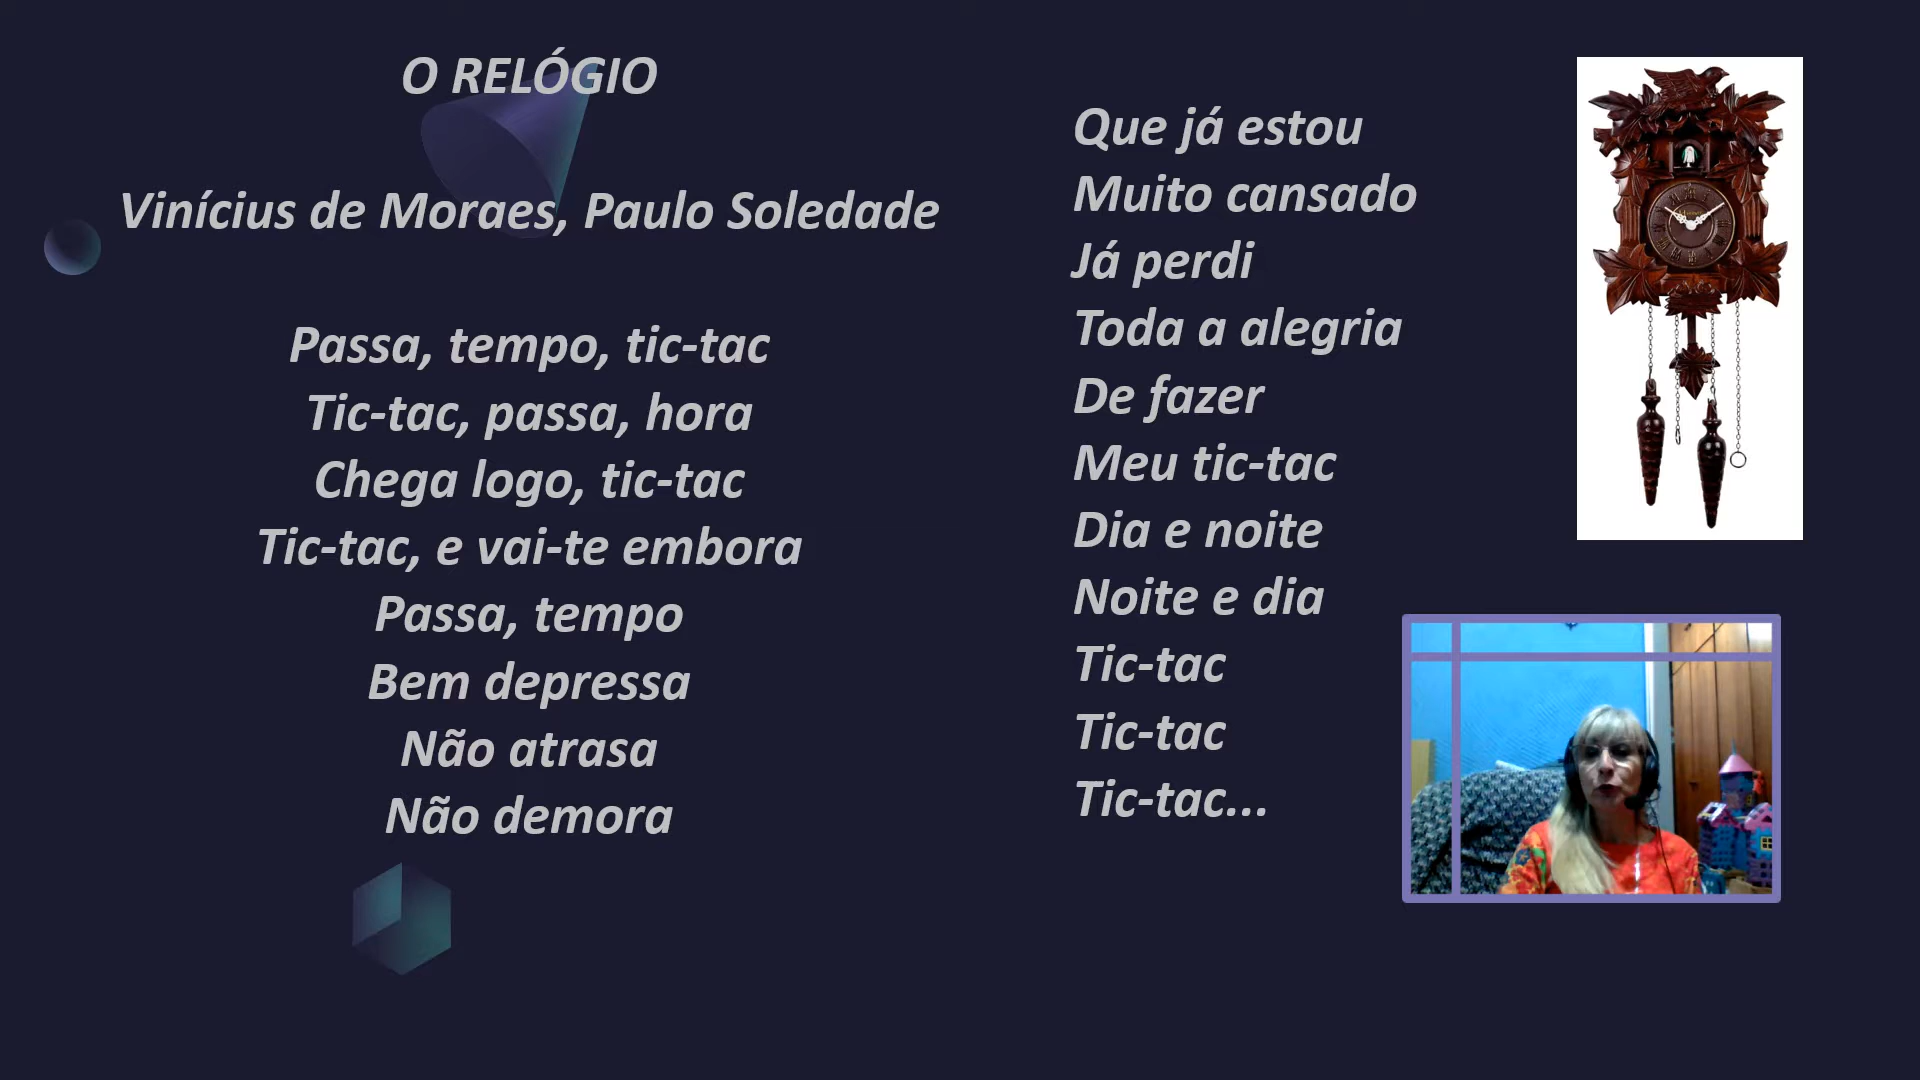 O RELÓGIO
Vinícius de Moraes, Paulo Soledade
Passa, tempo, tic-tac
Tic-tac, passa, hora
Chega logo, tic-tac
Tic-tac, e vai-te embora
Passa, tempo
Bem depressa
Não atrasa
Não demora
Que já estou
Muito cansado
Já perdi
Toda a alegria
De fazer
Meu tic-tac
Dia e noite
Noite e dia
Tic-tac
Tic-tac
Tic-tac...